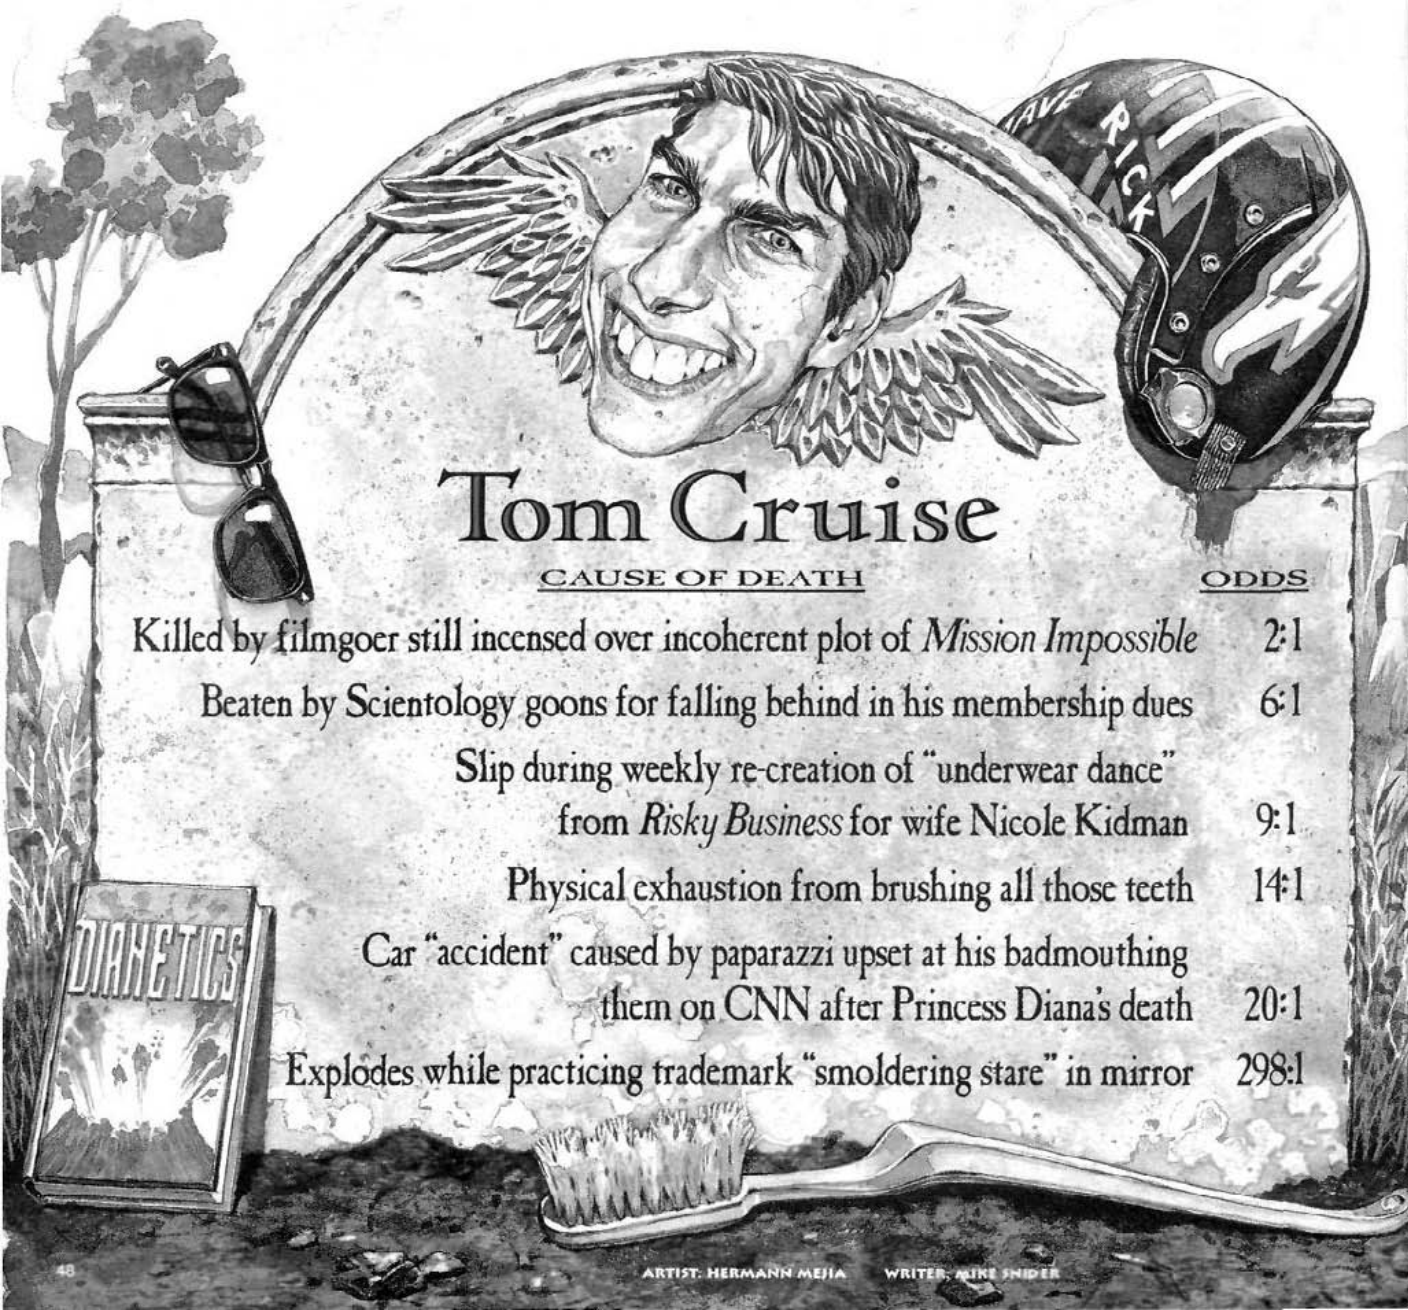 AVE
RICK
Tom Cruise
CAUSE OF DEATH ODDS
Killed by filmgoer still incensed over incoherent plot of Mission Impossible 2:1
Beaten by Scientology goons for falling behind in his membership dues 6:1
Slip during weekly re-creation of "underwear dance"
from Risky Business for wife Nicole Kidman 9:1
Physical exhaustion from brushing all those teeth 14:1
Car "accident" caused by paparazzi upset at his badmouthing
them on CNN after Princess Diana's death 20:1
Explodes while practicing trademark "smoldering stare" in mirror 298:1
DIANETICS
48
ARTIST: HERMANN MEJIA WRITER: MIKE SNIDER